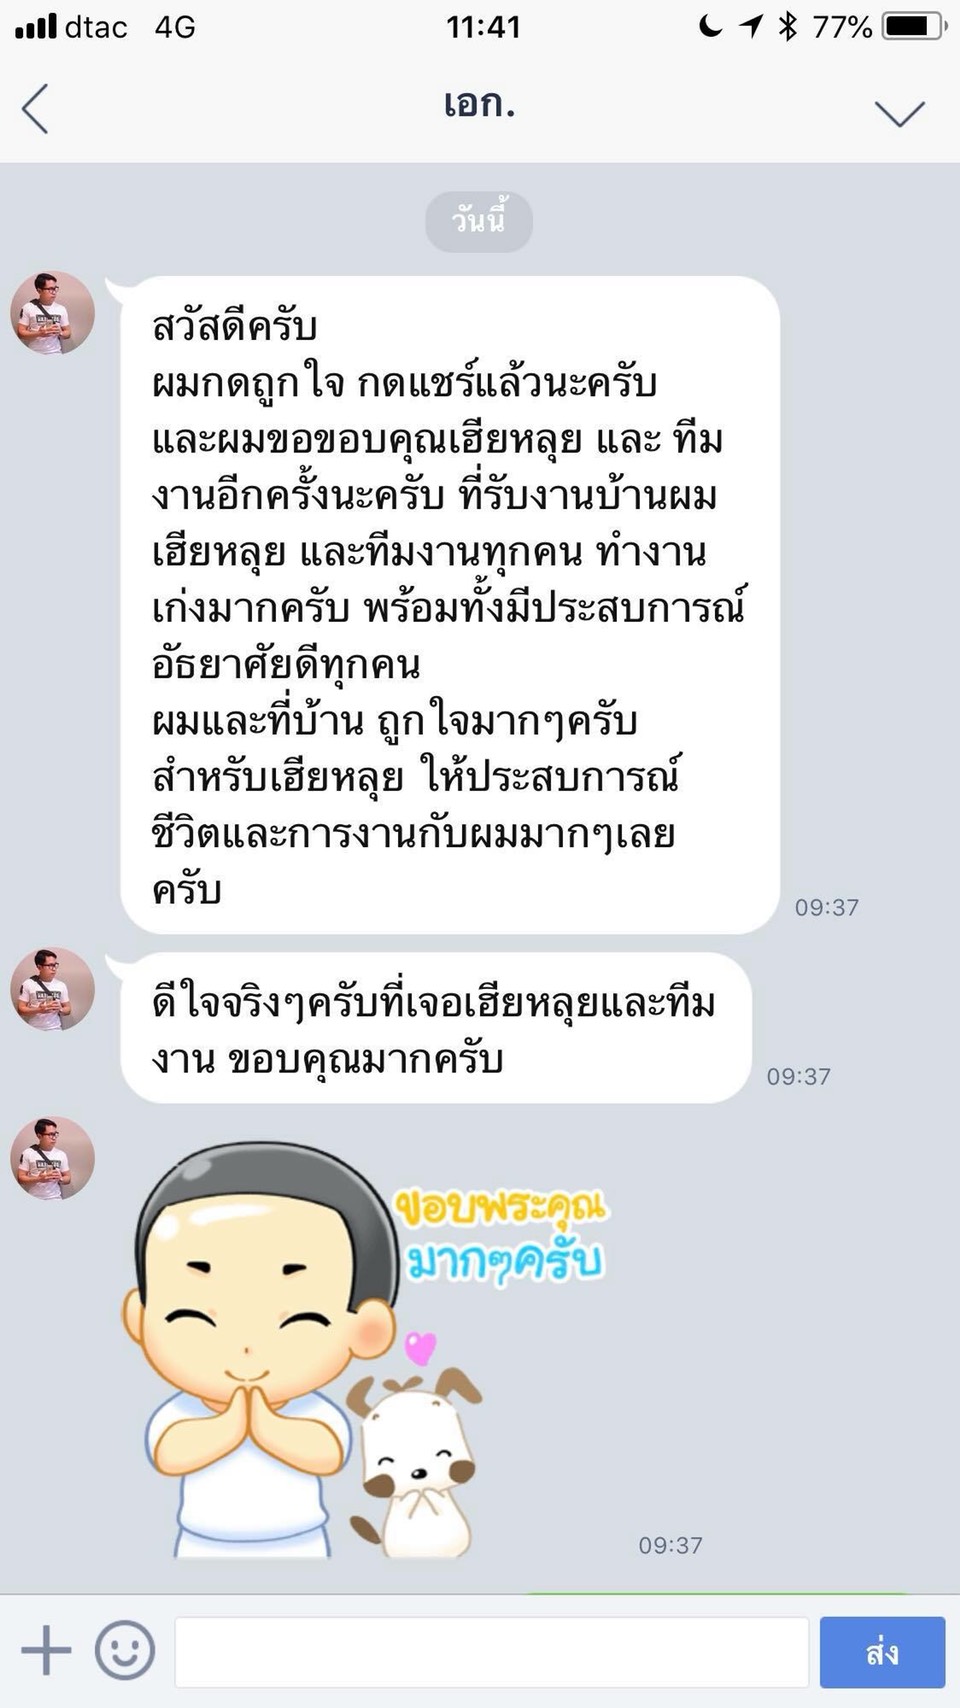 dtac 4G 11:41 77%
เอก.
วันนี้
สวัสดีครับ
ผมกดถูกใจ กดแชร์แล้วนะครับ
และผมขอขอบคุณเฮียหลุย และ ทีม
งานอีกครั้งนะครับ ที่รับงานบ้านผม
เฮียหลุย และทีมงานทุกคน ทำงาน
เก่งมากครับ พร้อมทั้งมีประสบการณ์
อัธยาศัยดีทุกคน
ผมและที่บ้าน ถูกใจมากๆครับ
สำหรับเฮียหลุย ให้ประสบการณ์
ชีวิตและการงานกับผมมากๆเลย
ครับ
09:37
ดีใจจริงๆครับที่เจอเฮียหลุยและทีม
งาน ขอบคุณมากครับ
09:37
ขอบพระคุณ
มากๆครับ
09:37
ส่ง